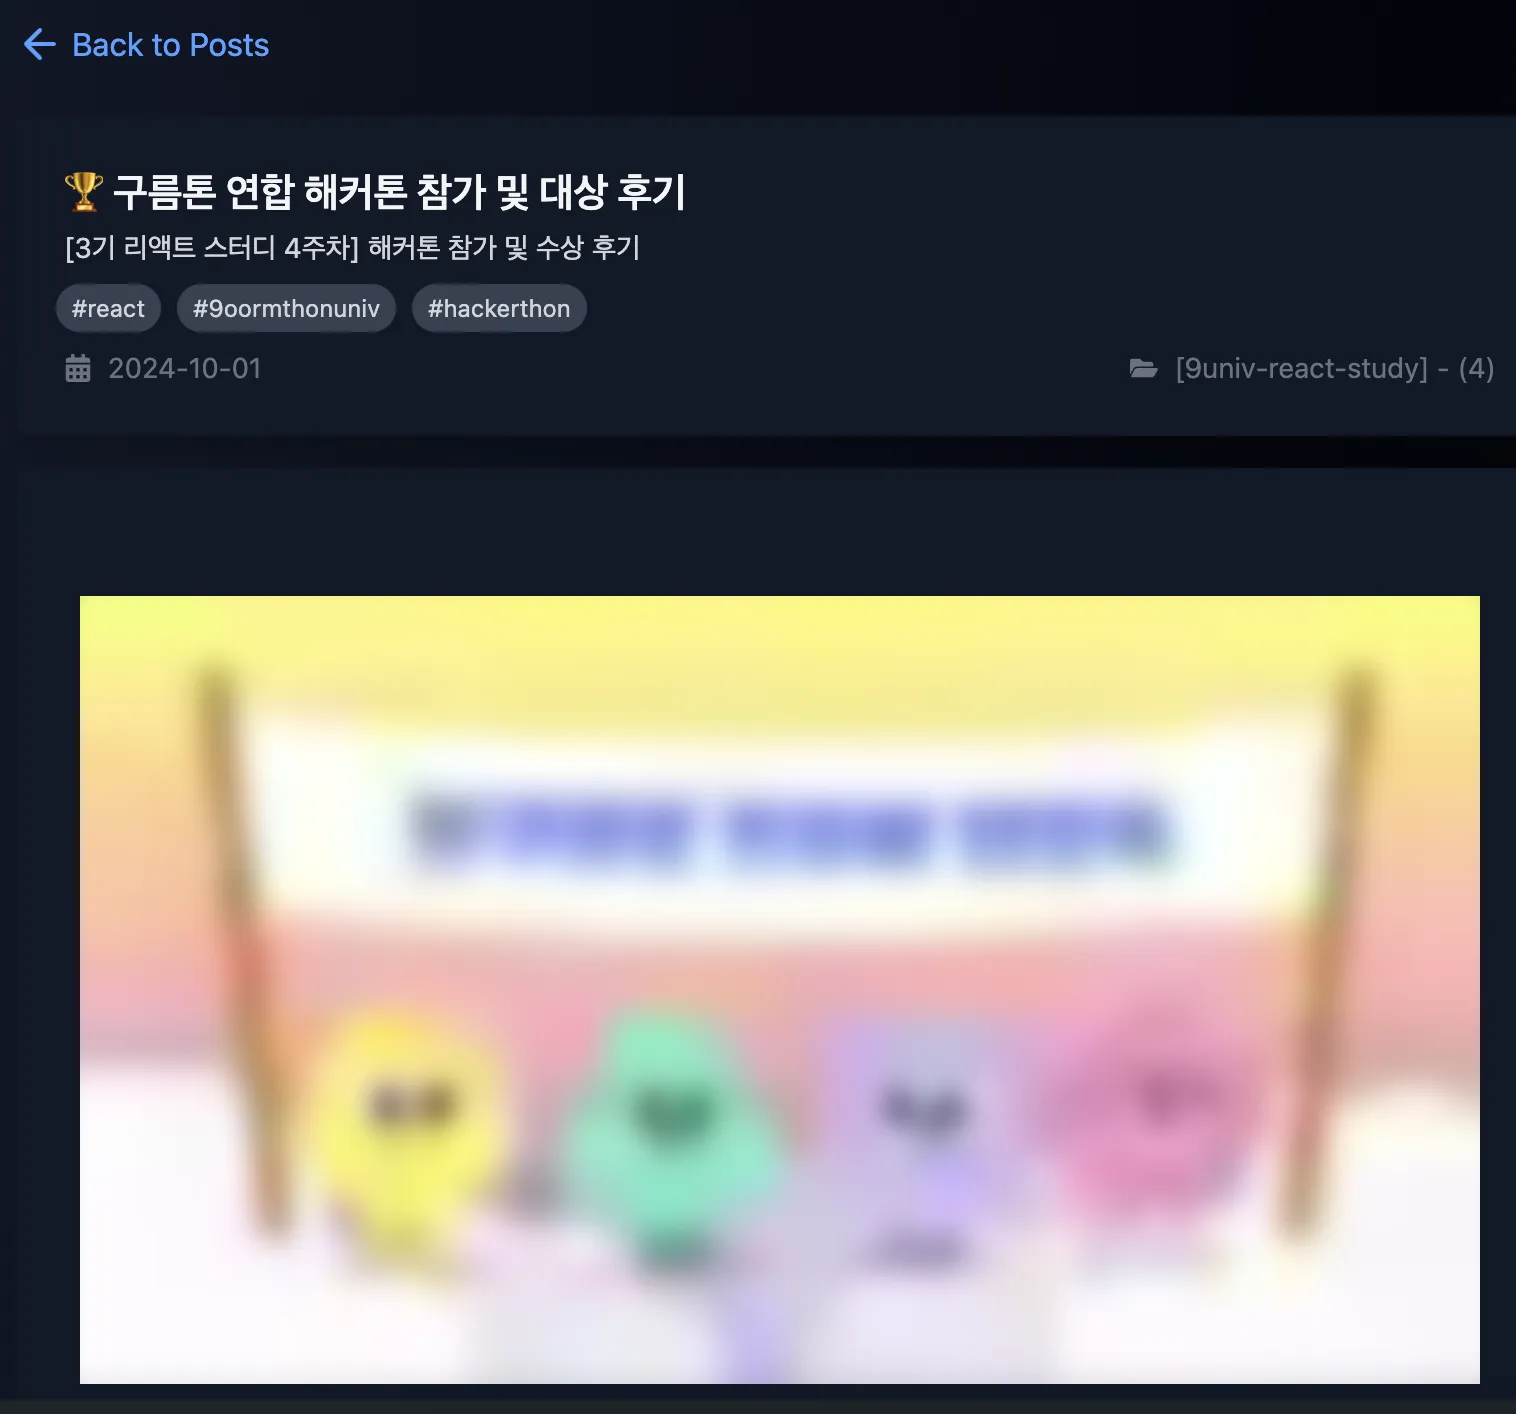 Back to Posts
🏆 구름톤 연합 해커톤 참가 및 대상 후기
[3기 리액트 스터디 4주차] 해커톤 참가 및 수상 후기
#react #9oormthonuniv #hackerthon
2024-10-01 [9univ-react-study] - (4)